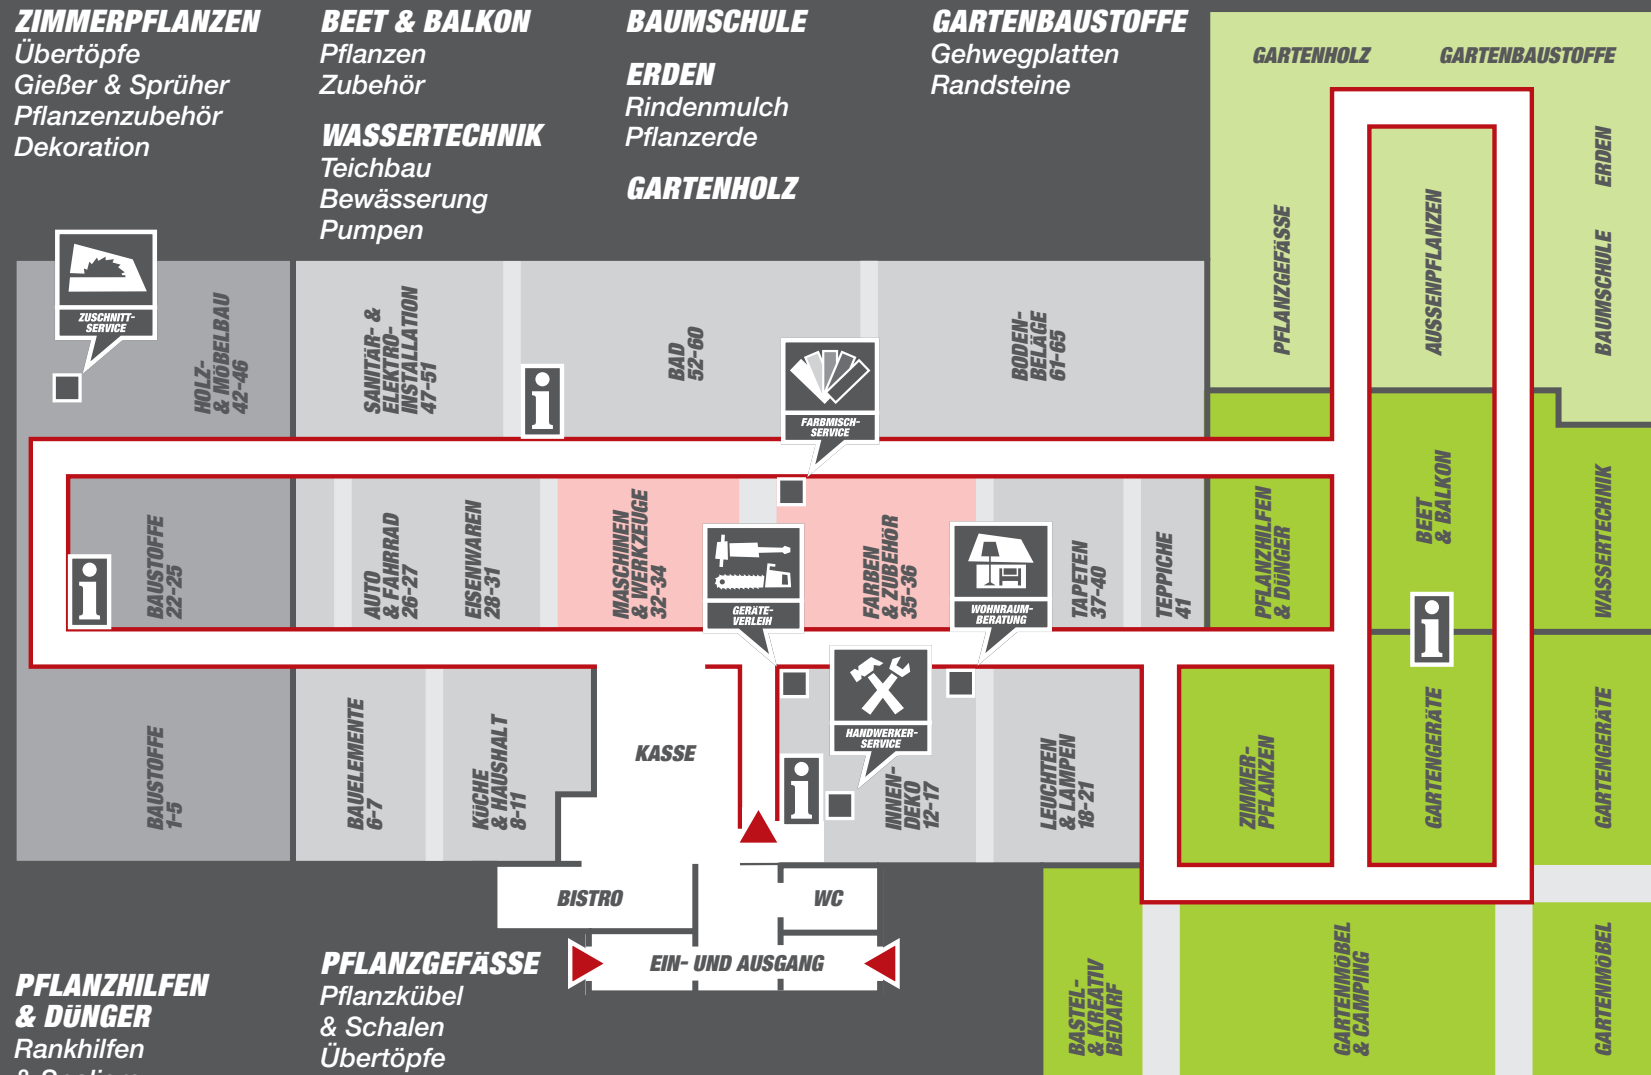 ZIMMERPFLANZEN
Übertöpfe
Gießer & Sprüher
Pflanzenzubehör
Dekoration
BEET & BALKON
Pflanzen
Zubehör
WASSERTECHNIK
Teichbau
Bewässerung
Pumpen
BAUMSCHULE
ERDEN
Rindenmulch
Pflanzerde
GARTENHOLZ
GARTENBAUSTOFFE
Gehwegplatten
Randsteine
GARTENHOLZ
GARTENBAUSTOFFE
PFLANZGEFÄSSE
AUSSENPFLANZEN
ERDEN
BAUMSCHULE
ZUSCHNITT-
SERVICE
HOLZ-
& MÖBELBAU
42-46
SANITÄR- &
ELEKTRO-
INSTALLATION
47-51
i
BAD
52-60
FARBMISCH-
SERVICE
BODEN-
BELÄGE
61-65
i
BAUSTOFFE
22-25
AUTO
& FAHRRAD
26-27
EISENWAREN
28-31
MASCHINEN
& WERKZEUGE
32-34
GERÄTE-
VERLEIH
FARBEN
& ZUBEHÖR
35-36
WOHNRAUM-
BERATUNG
TAPETEN
37-40
TEPPICHE
41
PFLANZHILFEN
& DÜNGER
BEET
& BALKON
WASSERTECHNIK
i
BAUSTOFFE
1-5
BAUELEMENTE
6-7
KÜCHE
& HAUSHALT
8-11
KASSE
i
HANDWERKER-
SERVICE
INNEN-
DEKO
12-17
LEUCHTEN
& LAMPEN
18-21
ZIMMER-
PFLANZEN
GARTENGERÄTE
GARTENGERÄTE
BISTRO
WC
EIN- UND AUSGANG
BASTEL-
& KREATIV
BEDARF
GARTENMÖBEL
& CAMPING
GARTENMÖBEL
PFLANZHILFEN
& DÜNGER
Rankhilfen
PFLANZGEFÄSSE
Pflanzkübel
& Schalen
Übertöpfe